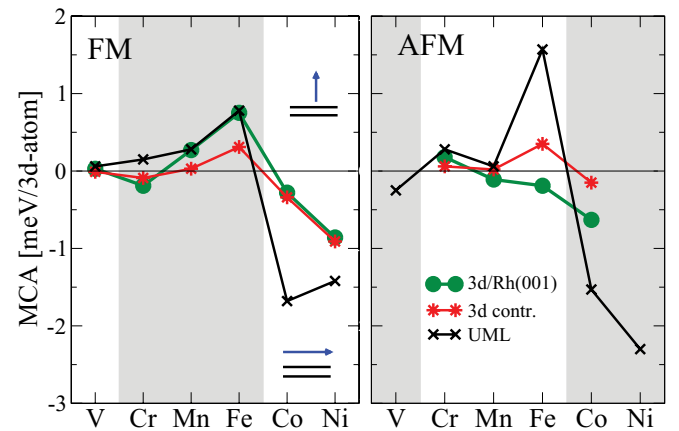 FM
AFM
MCA [meV/3d-atom]
2
1
0
-1
-2
-3
3d/Rh(001)
3d contr.
UML
V Cr Mn Fe Co Ni
V Cr Mn Fe Co Ni